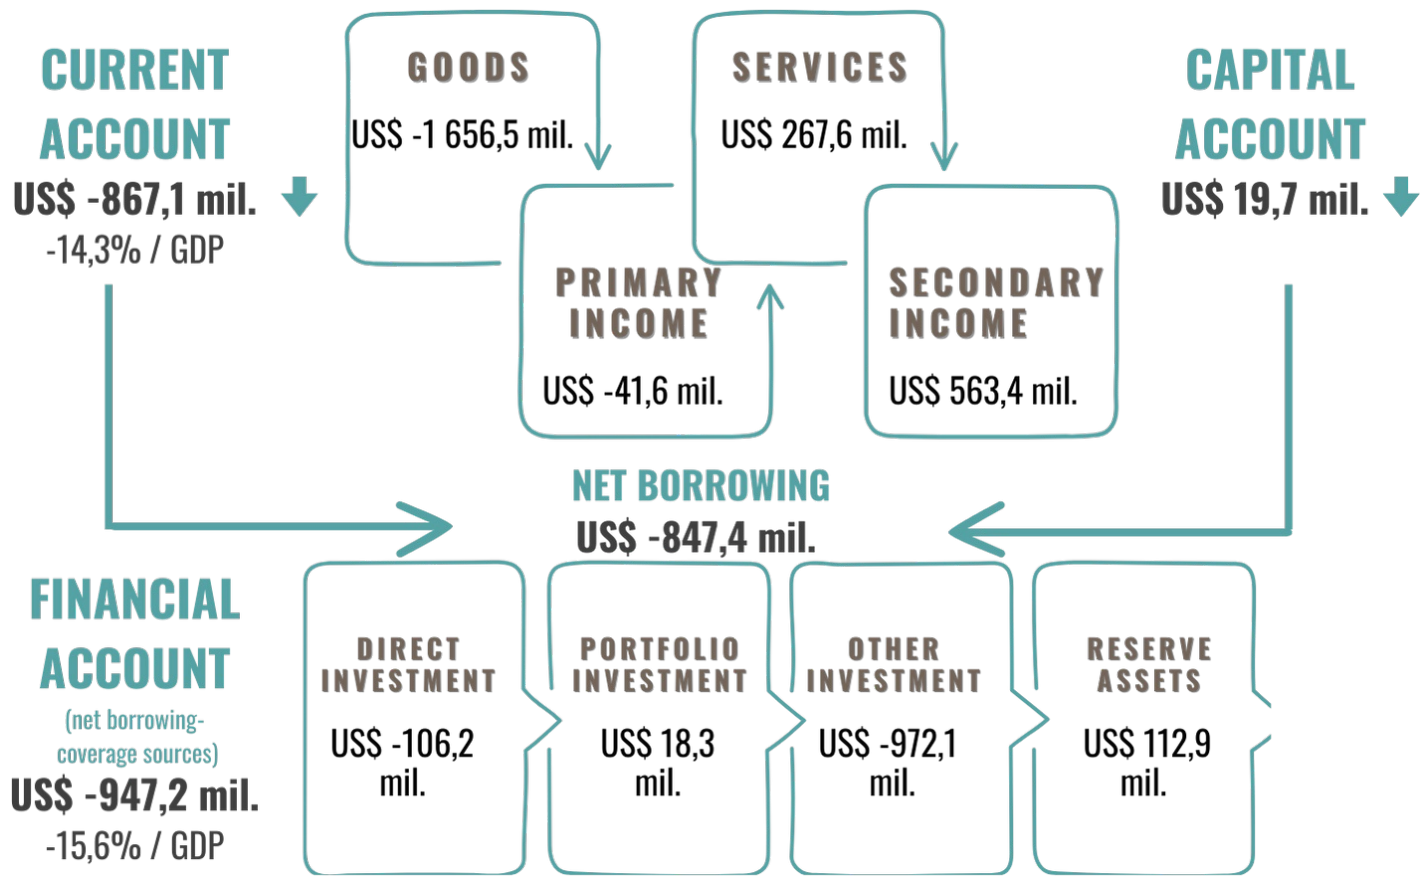 CURRENT
ACCOUNT
US$ -867,1 mil.
-14,3% / GDP
GOODS
US$ -1 656,5 mil.
SERVICES
US$ 267,6 mil.
CAPITAL
ACCOUNT
US$ 19,7 mil.
PRIMARY
INCOME
US$ -41,6 mil.
SECONDARY
INCOME
US$ 563,4 mil.
NET BORROWING
US$ -847,4 mil.
FINANCIAL
ACCOUNT
(net borrowing-
coverage sources)
US$ -947,2 mil.
-15,6% / GDP
DIRECT
INVESTMENT
US$ -106,2
mil.
PORTFOLIO
INVESTMENT
US$ 18,3
mil.
OTHER
INVESTMENT
US$ -972,1
mil.
RESERVE
ASSETS
US$ 112,9
mil.